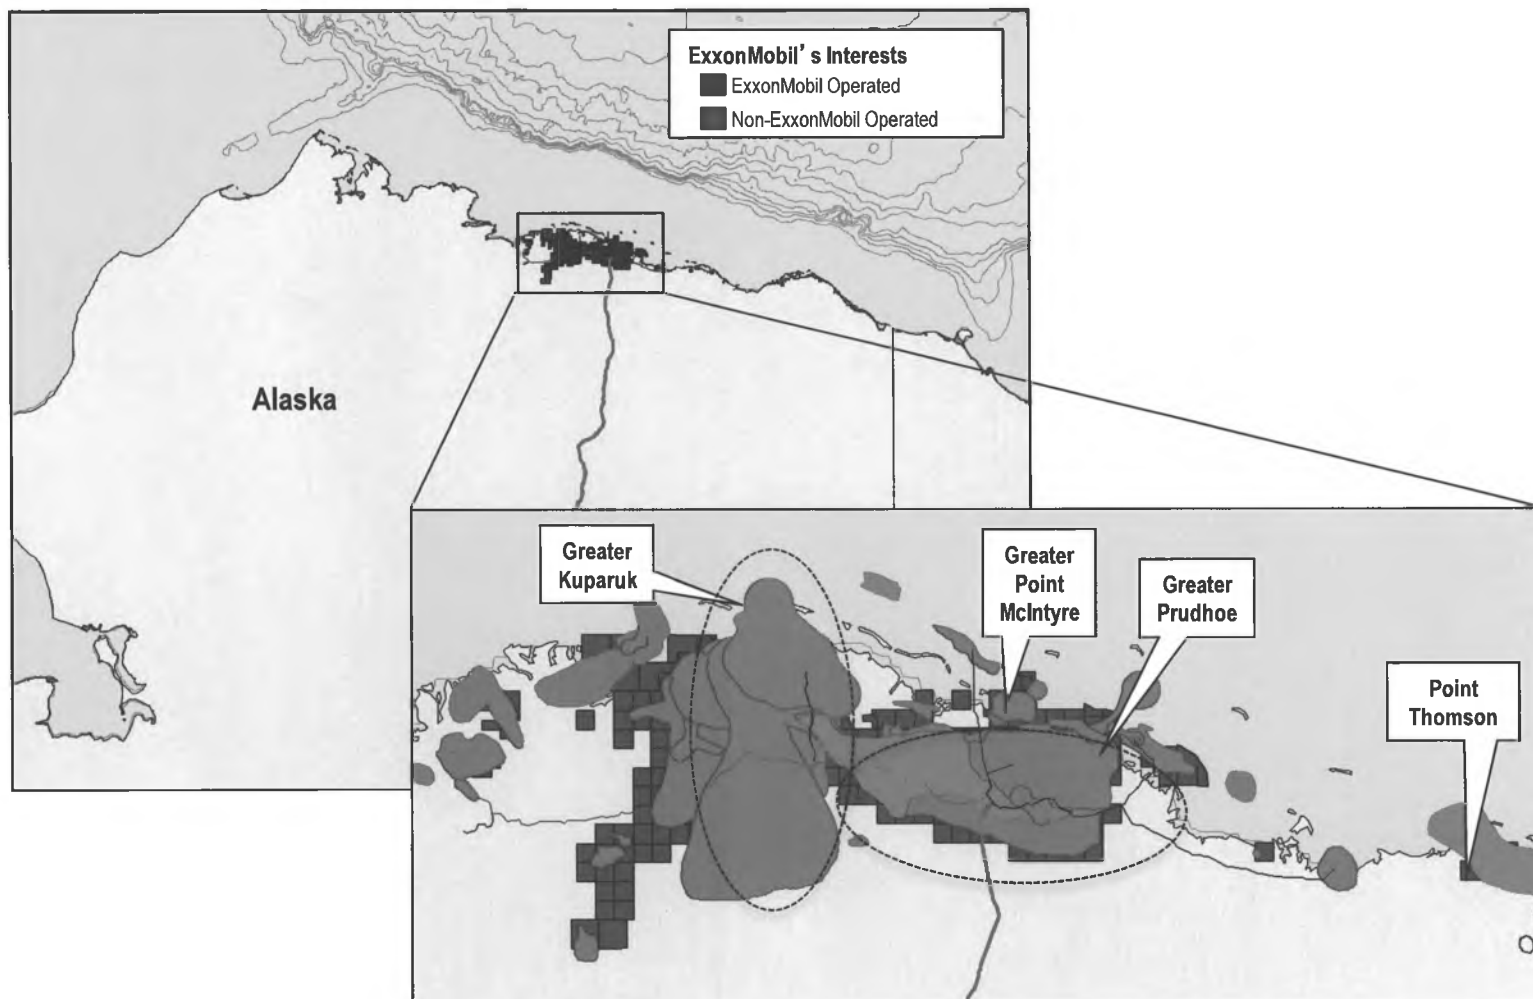 ExxonMobil's Interests
ExxonMobil Operated
Non-ExxonMobil Operated
Alaska
Greater
Kuparuk
Greater
Point
McIntyre
Greater
Prudhoe
Point
Thomson